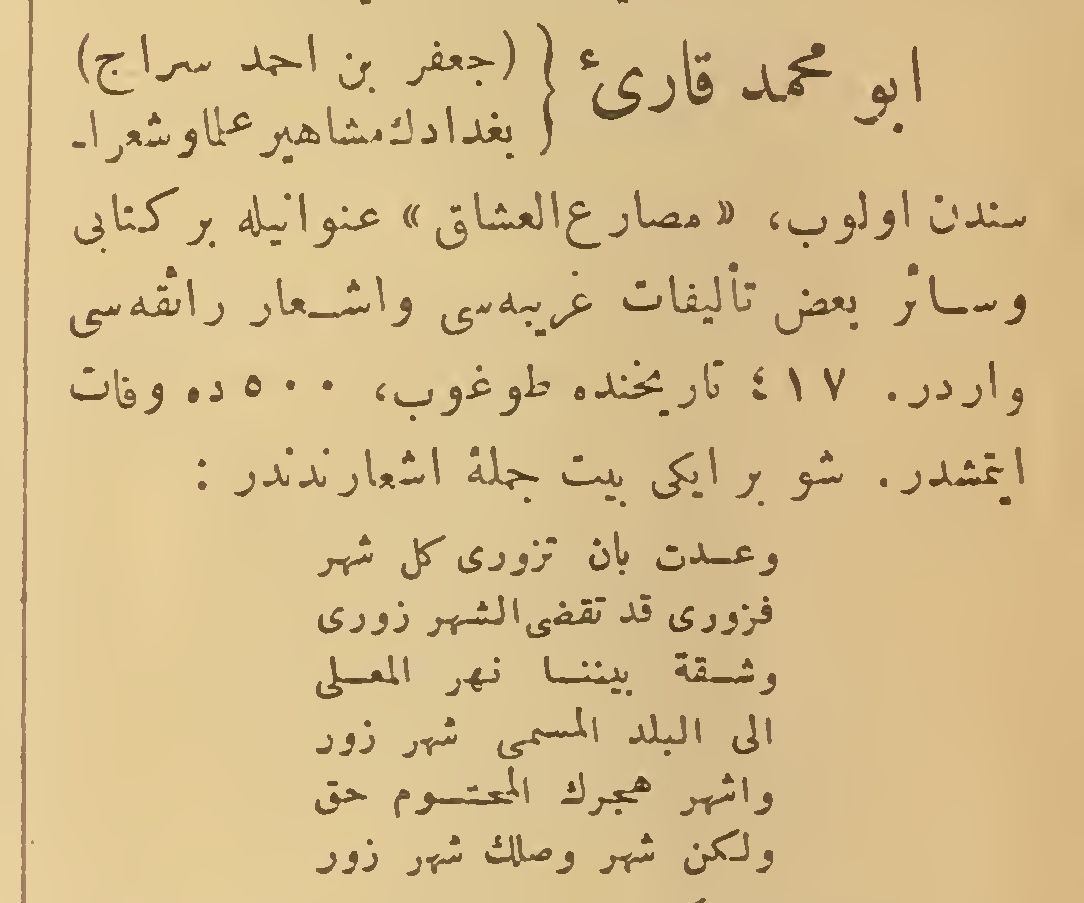 ابو محمد قارئ { (جعفر بن احمد سراج)
بغدادك مشاهير علما و شعرا-
سندن اولوب، «مصارع العشاق» عنوانيله بر كتابى
وسائر بعض تأليفات غريبه‌سى واشعار رائقه‌سى
واردر. ٤١٧ تاريخنده طوغوب، ٥٠٠ ده وفات
ايتمشدر. شو بر ايكى بيت جملهٔ اشعارندندر :
وعدت بان تزورى كل شهر
فزورى قد تقضى الشهر زورى
وشقة بيننا نهر المعلى
الى البلد المسمى شهر زور
واشهر هجرك المحتوم حق
ولكن شهر وصلك شهر زور